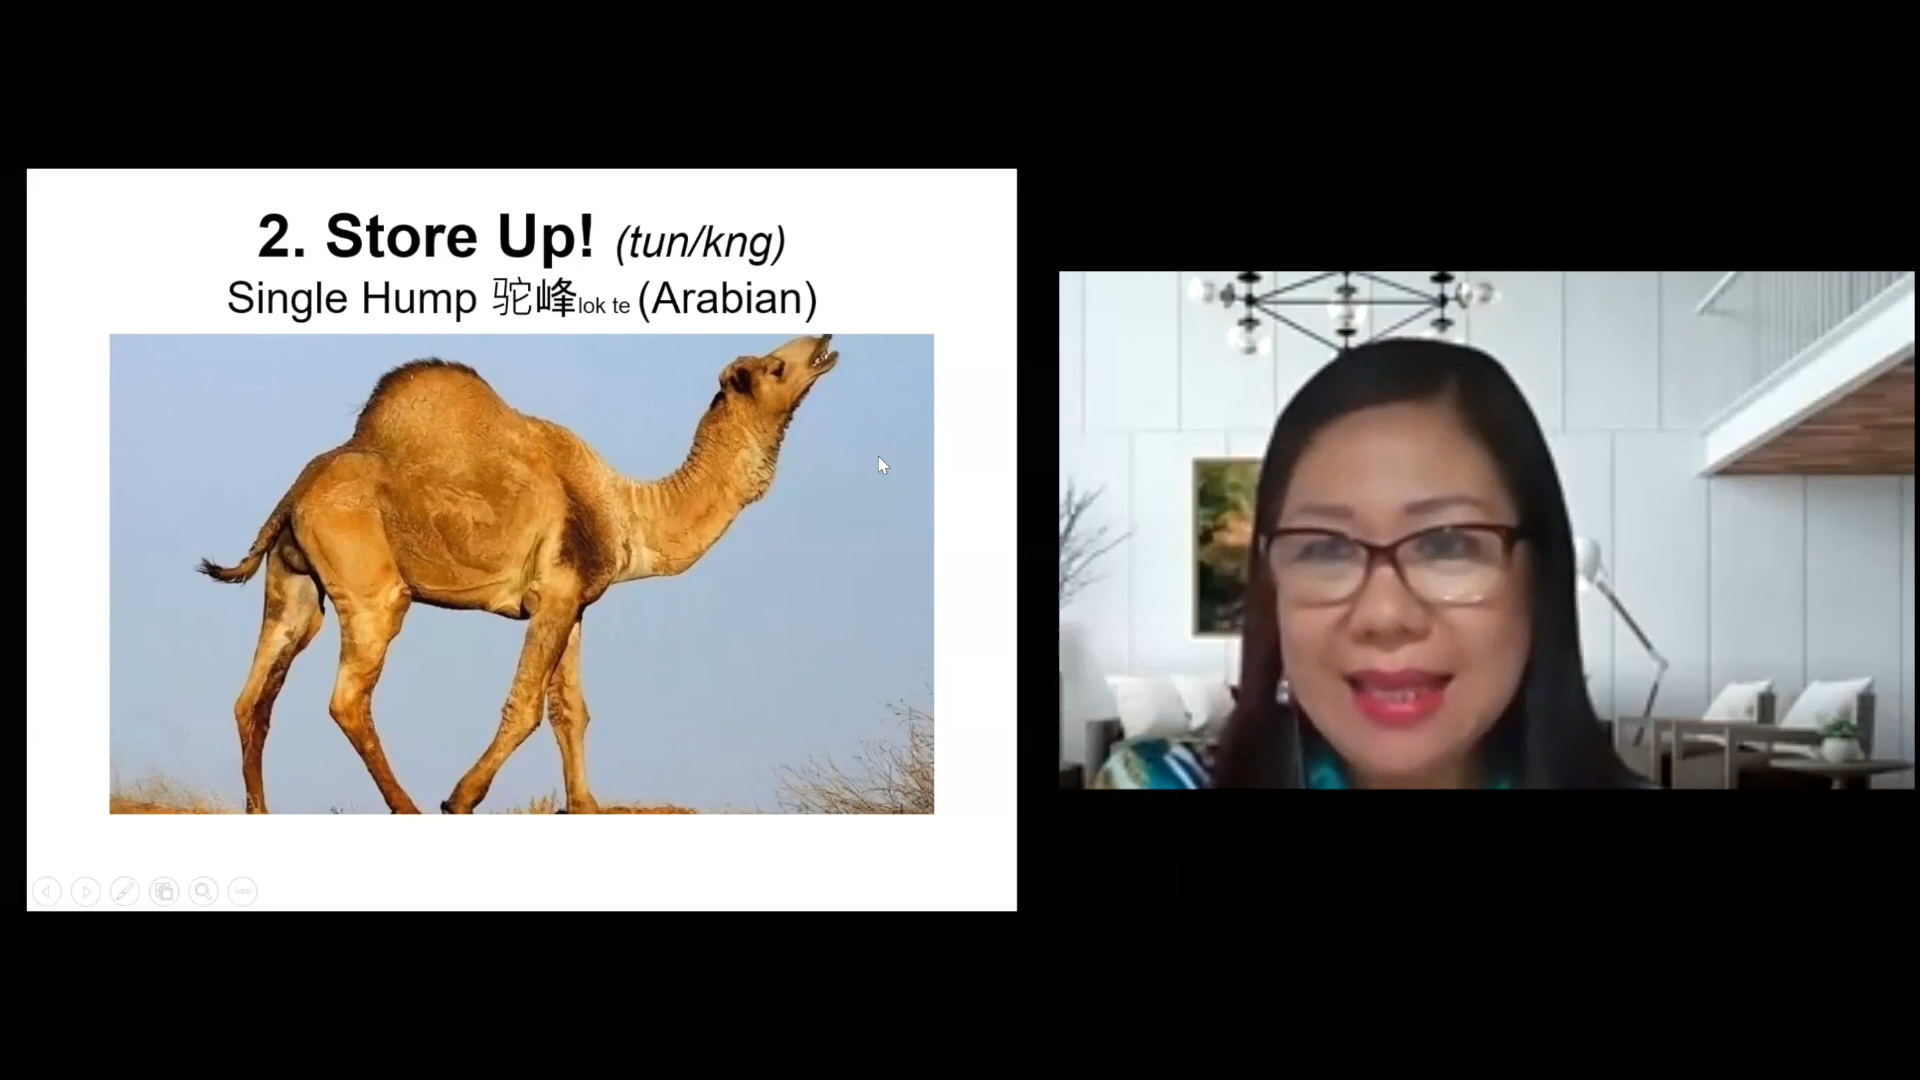 2. Store Up! (tun/kng)
Single Hump 驼峰lok te (Arabian)